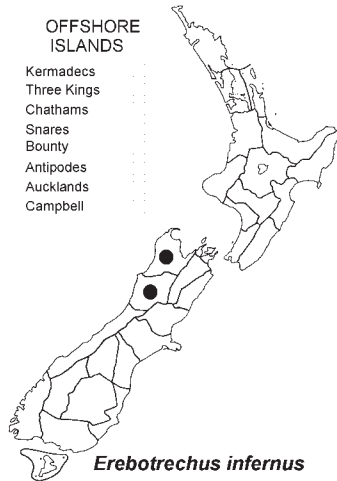 OFFSHORE
ISLANDS
Kermadecs
Three Kings
Chathams
Snares
Bounty
Antipodes
Aucklands
Campbell
Erebotrechus infernus